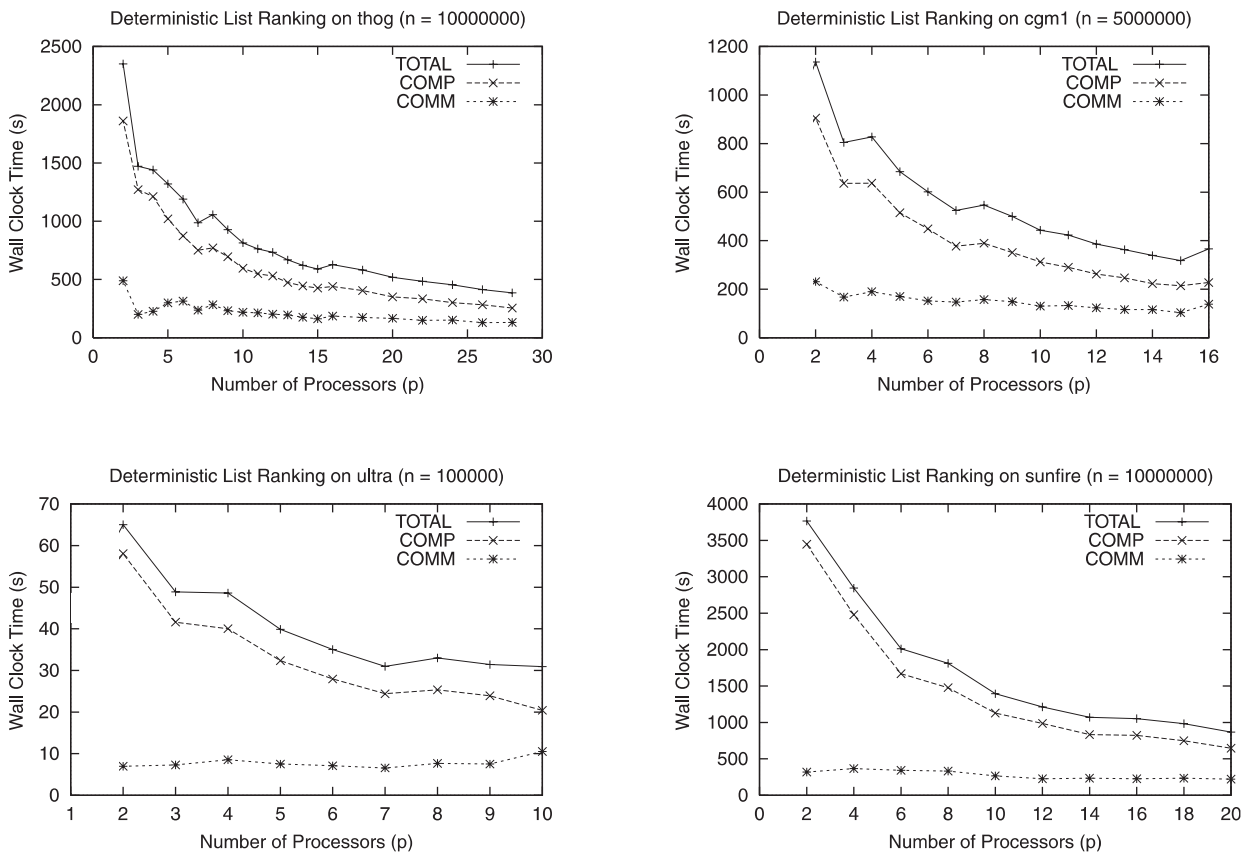 Deterministic List Ranking on thog (n = 10000000)
2500
2000
1500
1000
500
0
0 5 10 15 20 25 30
Wall Clock Time (s)
Number of Processors (p)
TOTAL
COMP
COMM
Deterministic List Ranking on cgm1 (n = 5000000)
1200
1000
800
600
400
200
0
0 2 4 6 8 10 12 14 16
Wall Clock Time (s)
Number of Processors (p)
TOTAL
COMP
COMM
Deterministic List Ranking on ultra (n = 100000)
70
60
50
40
30
20
10
0
1 2 3 4 5 6 7 8 9 10
Wall Clock Time (s)
Number of Processors (p)
TOTAL
COMP
COMM
Deterministic List Ranking on sunfire (n = 10000000)
4000
3500
3000
2500
2000
1500
1000
500
0
0 2 4 6 8 10 12 14 16 18 20
Wall Clock Time (s)
Number of Processors (p)
TOTAL
COMP
COMM